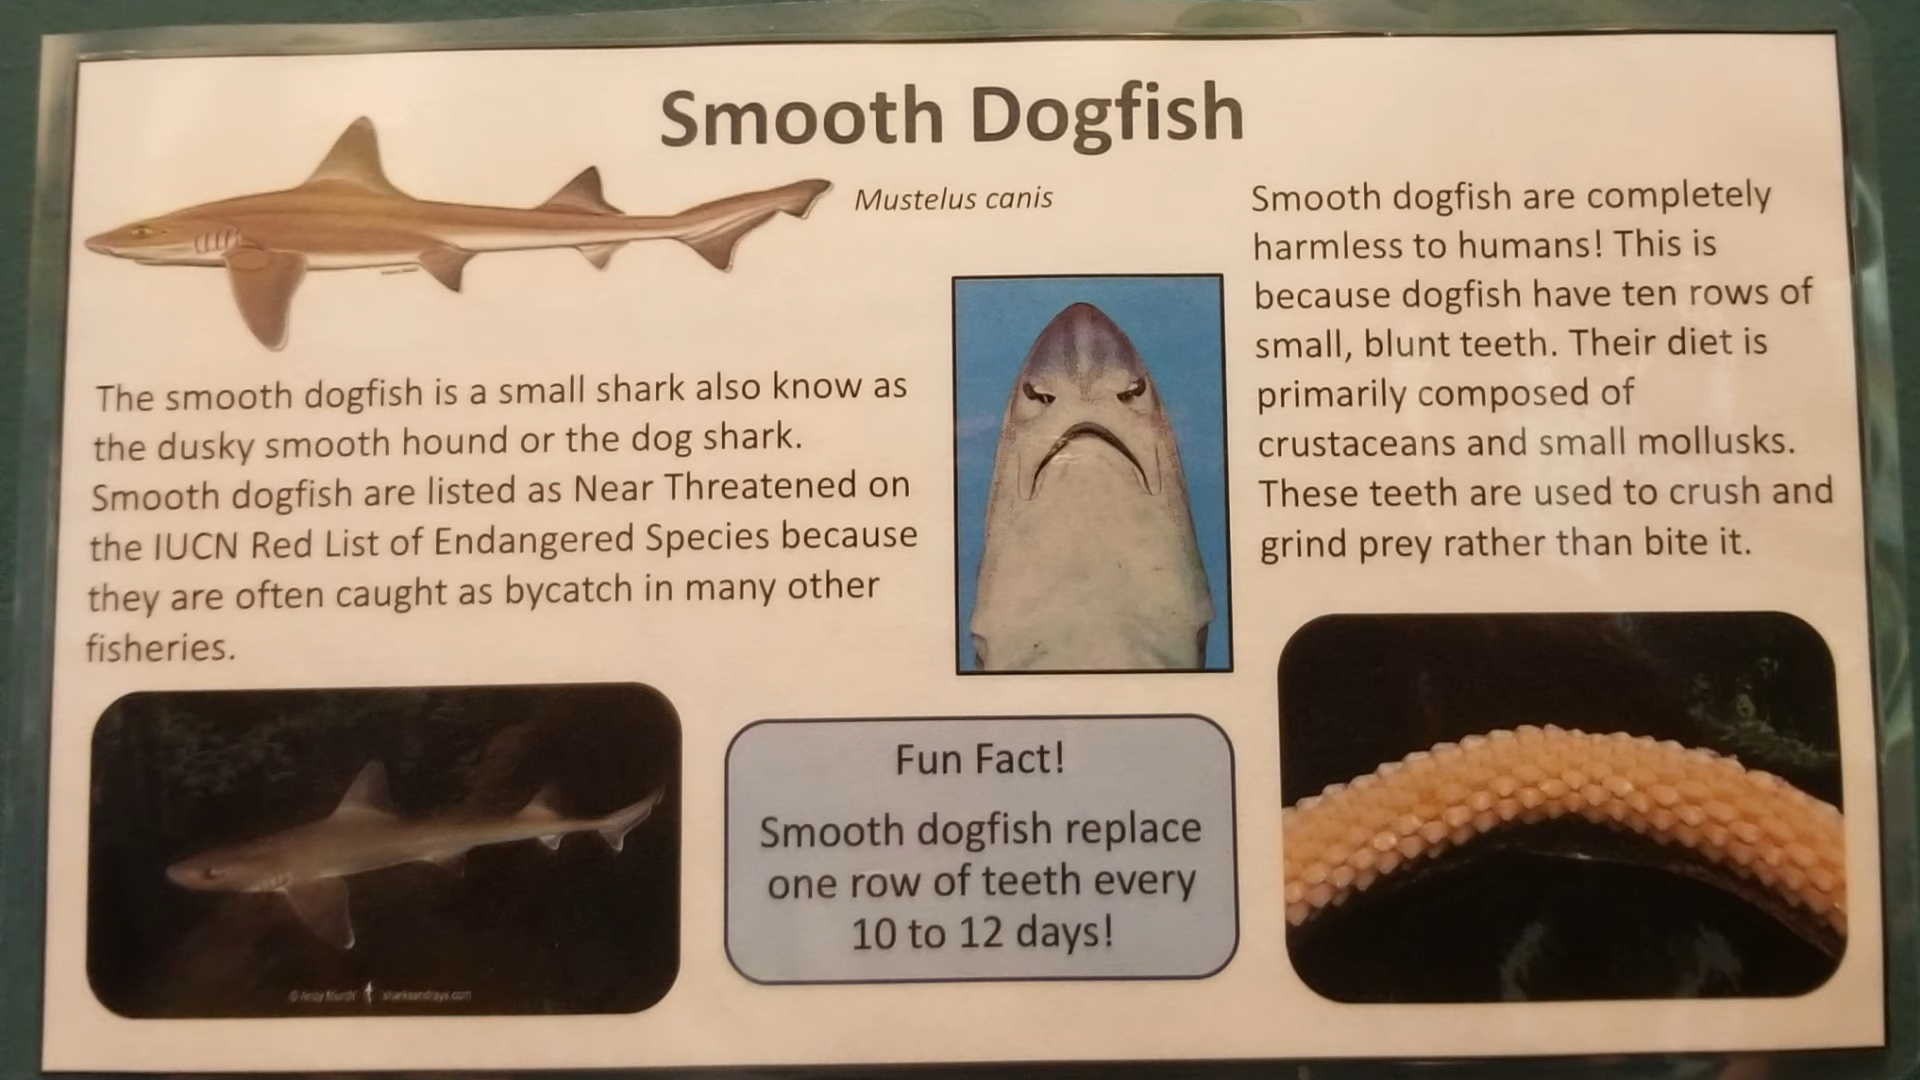 Smooth Dogfish
Mustelus canis
The smooth dogfish is a small shark also know as
the dusky smooth hound or the dog shark.
Smooth dogfish are listed as Near Threatened on
the IUCN Red List of Endangered Species because
they are often caught as bycatch in many other
fisheries.
Smooth dogfish are completely
harmless to humans! This is
because dogfish have ten rows of
small, blunt teeth. Their diet is
primarily composed of
crustaceans and small mollusks.
These teeth are used to crush and
grind prey rather than bite it.
Fun Fact!
Smooth dogfish replace
one row of teeth every
10 to 12 days!
© Andy Murch sharksandrays.com